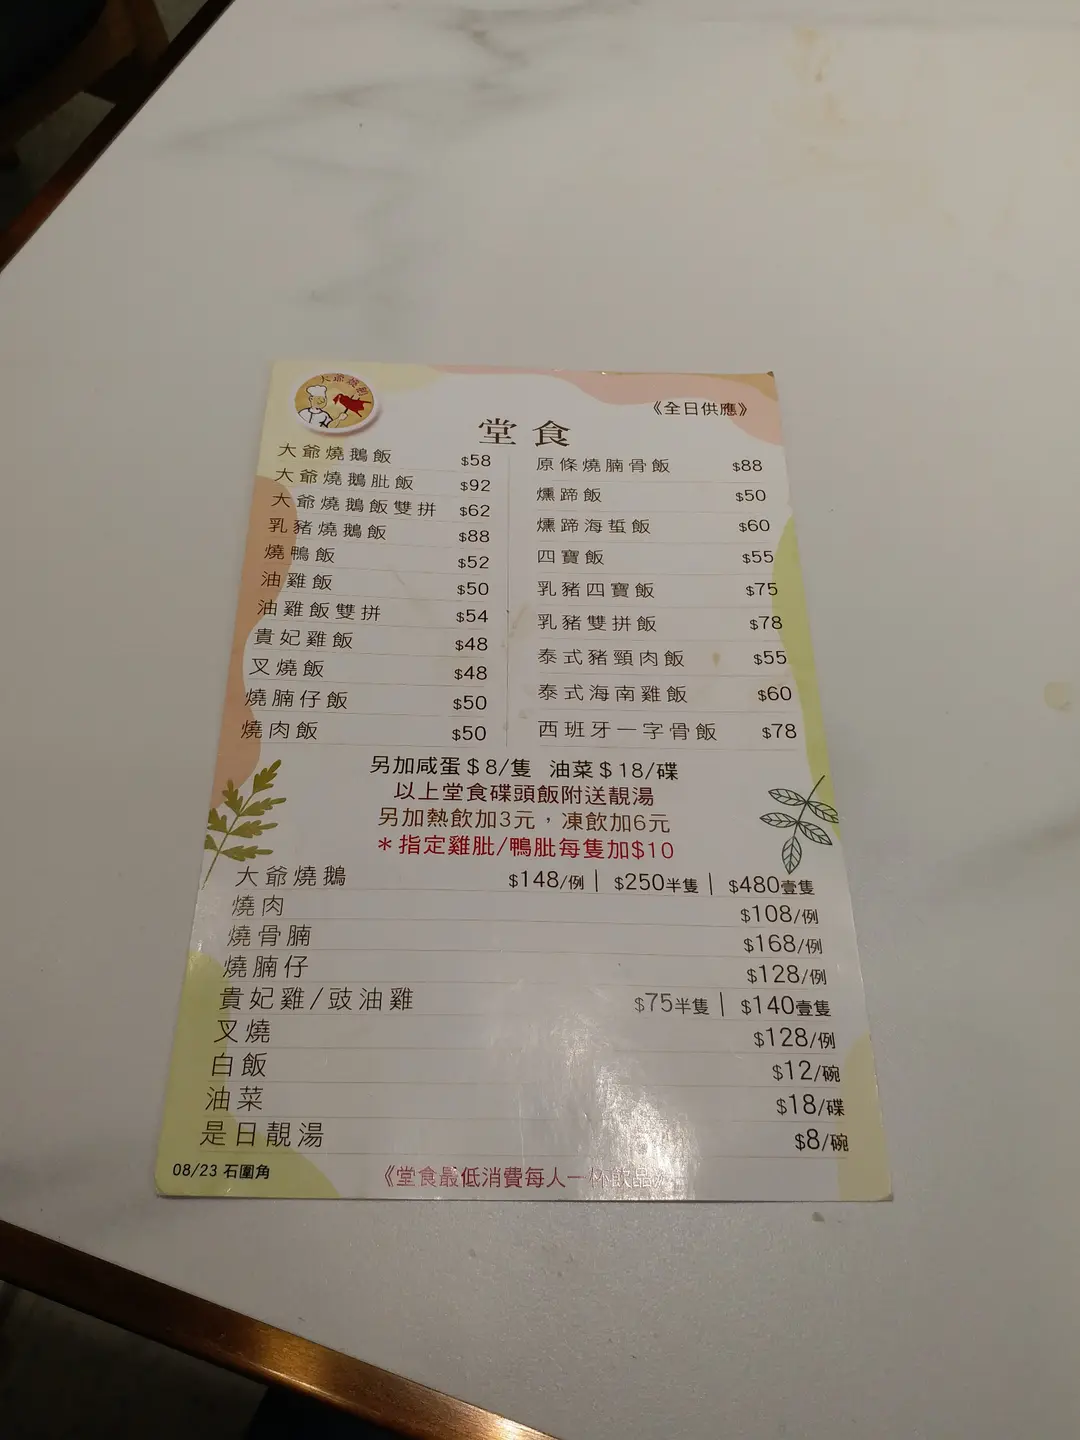 大爺燒鵝
《全日供應》
堂食
大爺燒鵝飯 $58
大爺燒鵝肶飯 $92
大爺燒鵝飯雙拼 $62
乳豬燒鵝飯 $88
燒鴨飯 $52
油雞飯 $50
油雞飯雙拼 $54
貴妃雞飯 $48
叉燒飯 $48
燒腩仔飯 $50
燒肉飯 $50
原條燒腩骨飯 $88
燻蹄飯 $50
燻蹄海蜇飯 $60
四寶飯 $55
乳豬四寶飯 $75
乳豬雙拼飯 $78
泰式豬頸肉飯 $55
泰式海南雞飯 $60
西班牙一字骨飯 $78
另加咸蛋$8/隻 油菜$18/碟
以上堂食碟頭飯附送靚湯
另加熱飲加3元，凍飲加6元
*指定雞肶/鴨肶每隻加$10
大爺燒鵝 $148/例 | $250半隻 | $480壹隻
燒肉 $108/例
燒骨腩 $168/例
燒腩仔 $128/例
貴妃雞/豉油雞 $75半隻 | $140壹隻
叉燒 $128/例
白飯 $12/碗
油菜 $18/碟
是日靚湯 $8/碗
08/23 石圍角
《堂食最低消費每人一杯飲品》